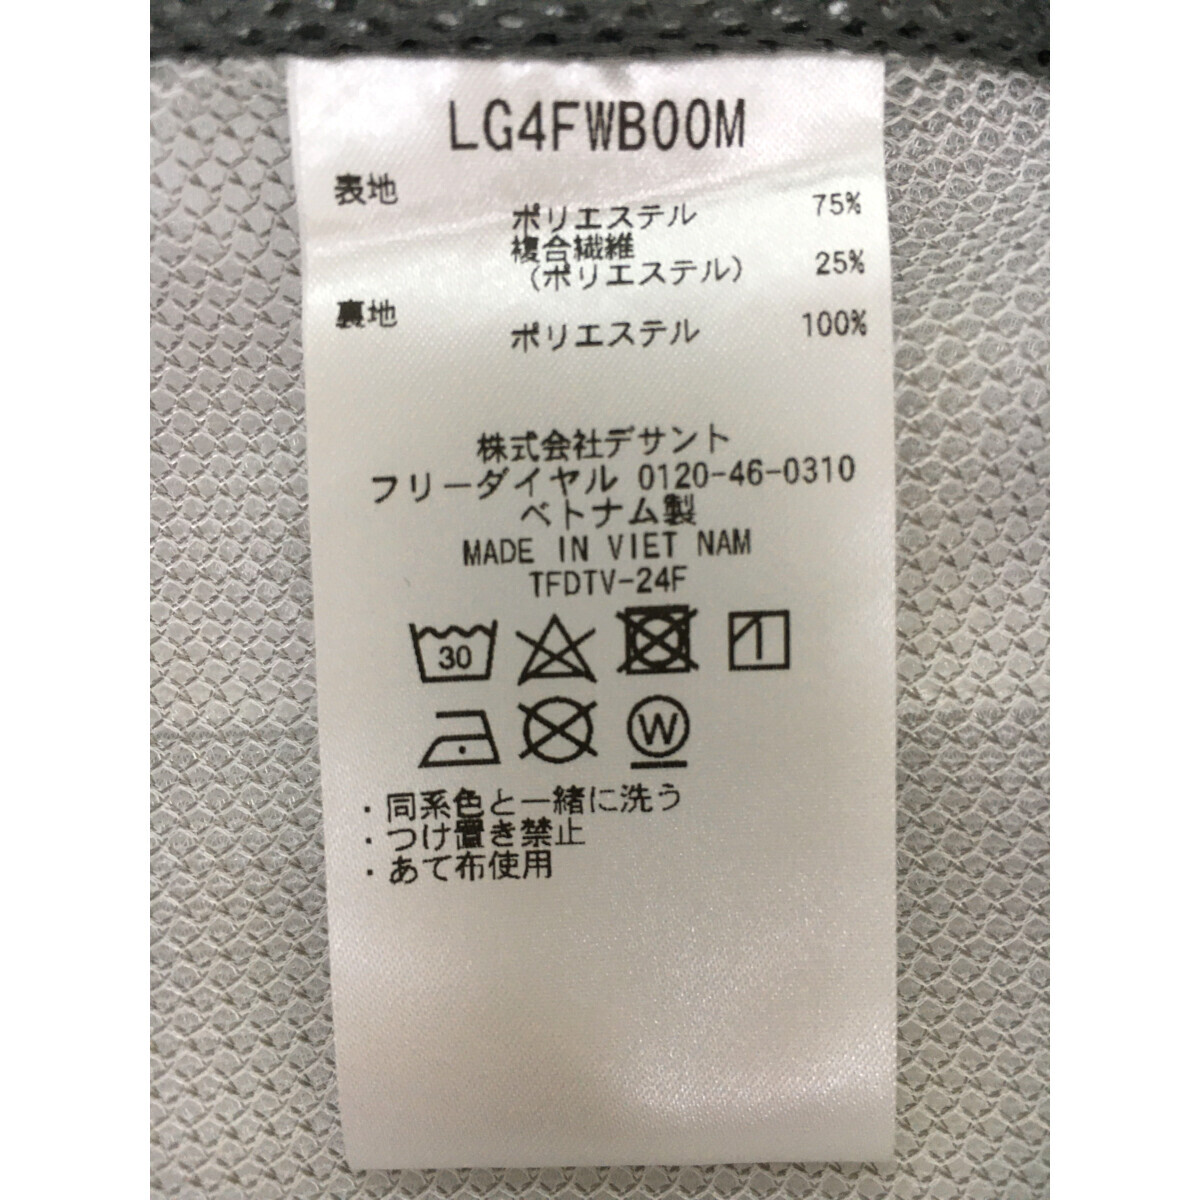 LG4FWB00M
表地
ポリエステル 75%
複合繊維
(ポリエステル) 25%
裏地
ポリエステル 100%
株式会社デサント
フリーダイヤル 0120-46-0310
ベトナム製
MADE IN VIET NAM
TFDTV-24F
30
W
・同系色と一緒に洗う
・つけ置き禁止
・あて布使用